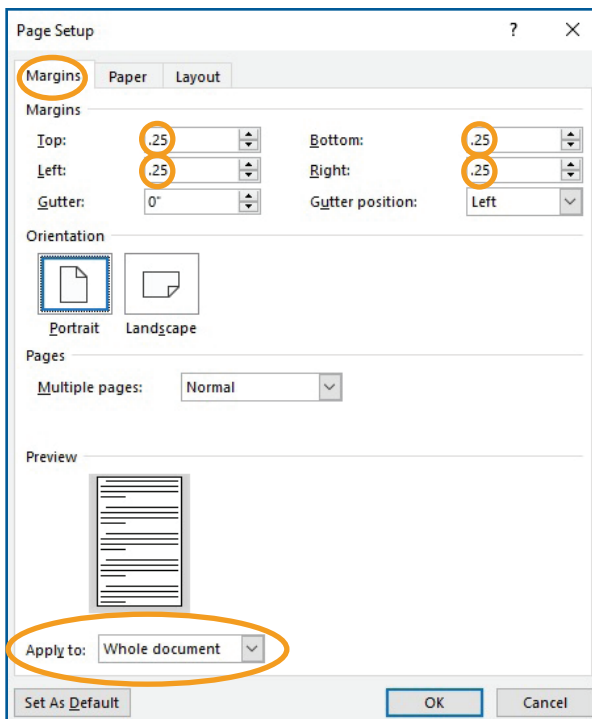 Page Setup ? ×
Margins Paper Layout
Margins
Top: .25 Bottom: .25
Left: .25 Right: .25
Gutter: 0" Gutter position: Left
Orientation
Portrait Landscape
Pages
Multiple pages: Normal
Preview
Apply to: Whole document
Set As Default OK Cancel